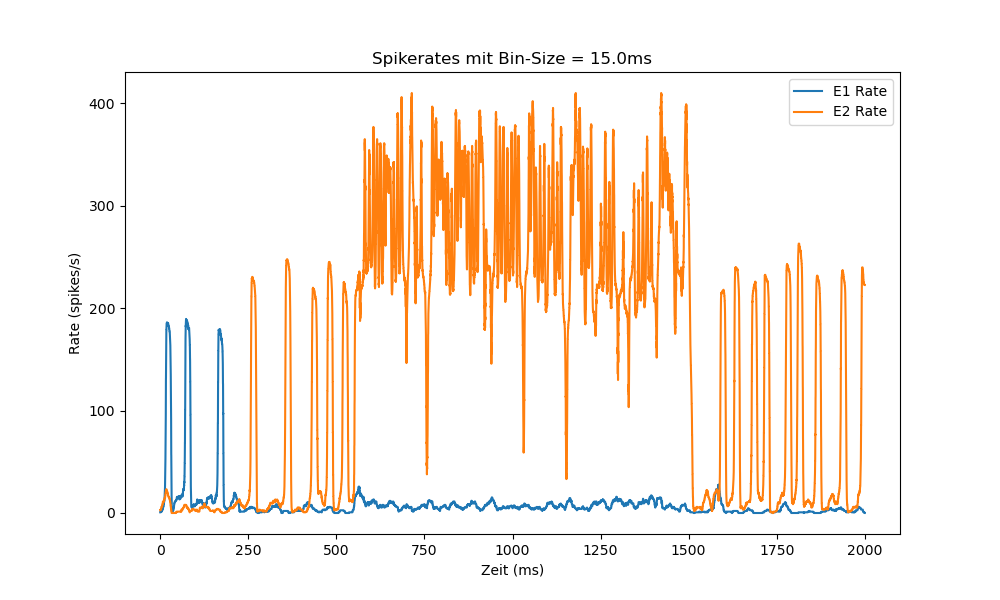 Spikerates mit Bin-Size = 15.0ms
E1 Rate
E2 Rate
400
300
200
100
0
Rate (spikes/s)
0 250 500 750 1000 1250 1500 1750 2000
Zeit (ms)